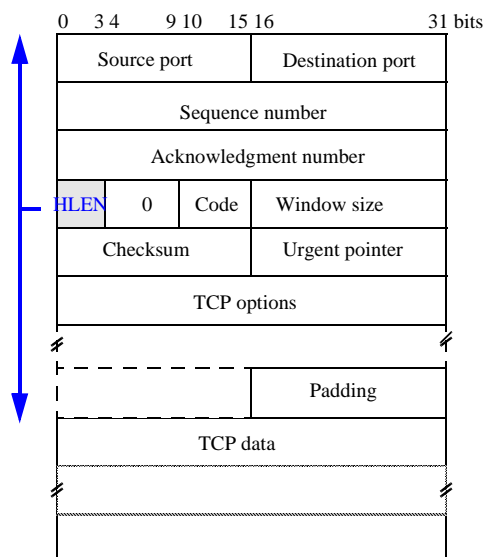 0 3 4 9 10 15 16 31 bits
Source port Destination port
Sequence number
Acknowledgment number
HLEN 0 Code Window size
Checksum Urgent pointer
TCP options
Padding
TCP data